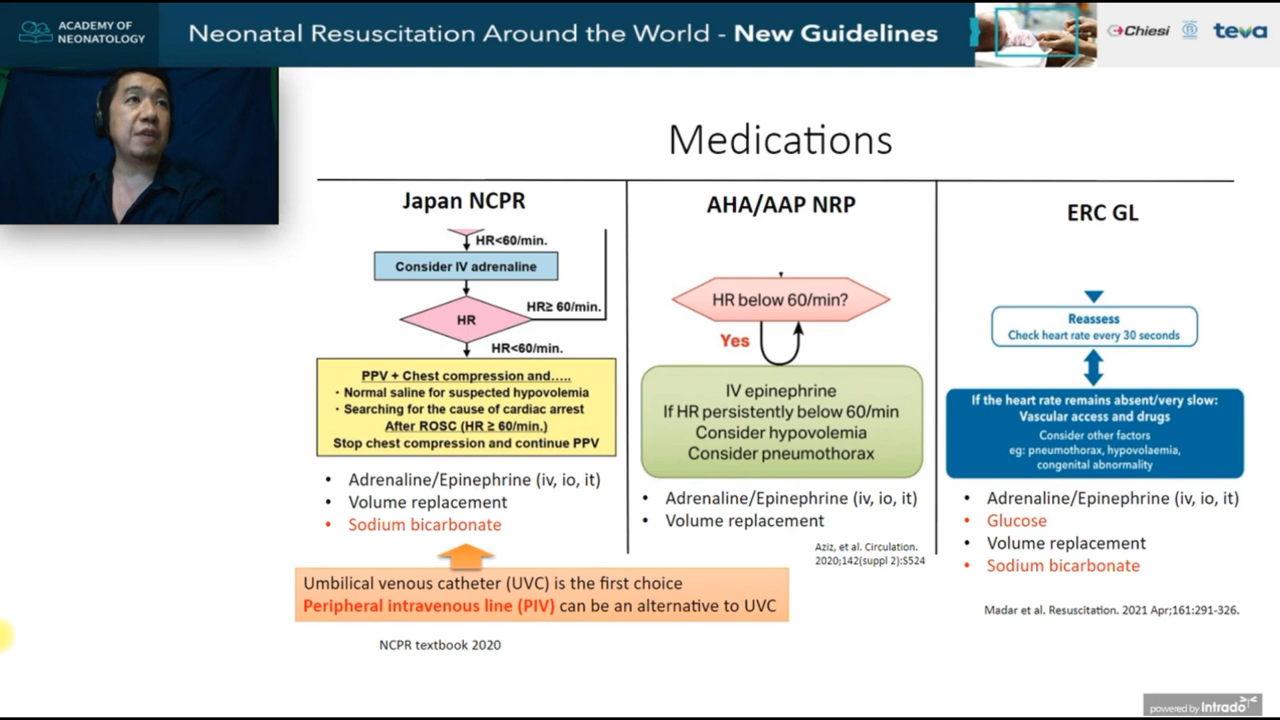 ACADEMY OF
NEONATOLOGY
Neonatal Resuscitation Around the World - New Guidelines
Chiesi
teva
Medications
Japan NCPR
HR<60/min.
Consider IV adrenaline
HR
HR≥ 60/min.
HR<60/min.
PPV + Chest compression and.....
・Normal saline for suspected hypovolemia
・Searching for the cause of cardiac arrest
After ROSC (HR ≥ 60/min.)
Stop chest compression and continue PPV
• Adrenaline/Epinephrine (iv, io, it)
• Volume replacement
• Sodium bicarbonate
Umbilical venous catheter (UVC) is the first choice
Peripheral intravenous line (PIV) can be an alternative to UVC
NCPR textbook 2020
AHA/AAP NRP
HR below 60/min?
Yes
IV epinephrine
If HR persistently below 60/min
Consider hypovolemia
Consider pneumothorax
• Adrenaline/Epinephrine (iv, io, it)
• Volume replacement
Aziz, et al. Circulation.
2020;142(suppl 2):S524
ERC GL
Reassess
Check heart rate every 30 seconds
If the heart rate remains absent/very slow:
Vascular access and drugs
Consider other factors
eg: pneumothorax, hypovolaemia,
congenital abnormality
• Adrenaline/Epinephrine (iv, io, it)
• Glucose
• Volume replacement
• Sodium bicarbonate
Madar et al. Resuscitation. 2021 Apr;161:291-326.
powered by Intrado